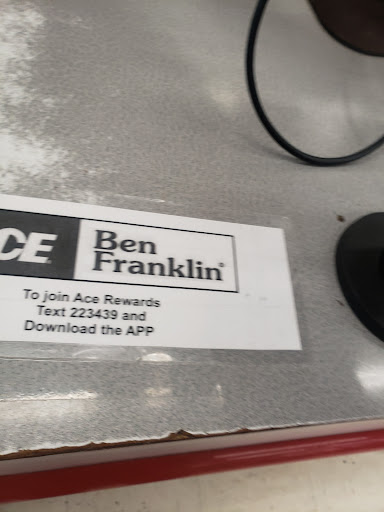 CE
Ben
Franklin®
To join Ace Rewards
Text 223439 and
Download the APP